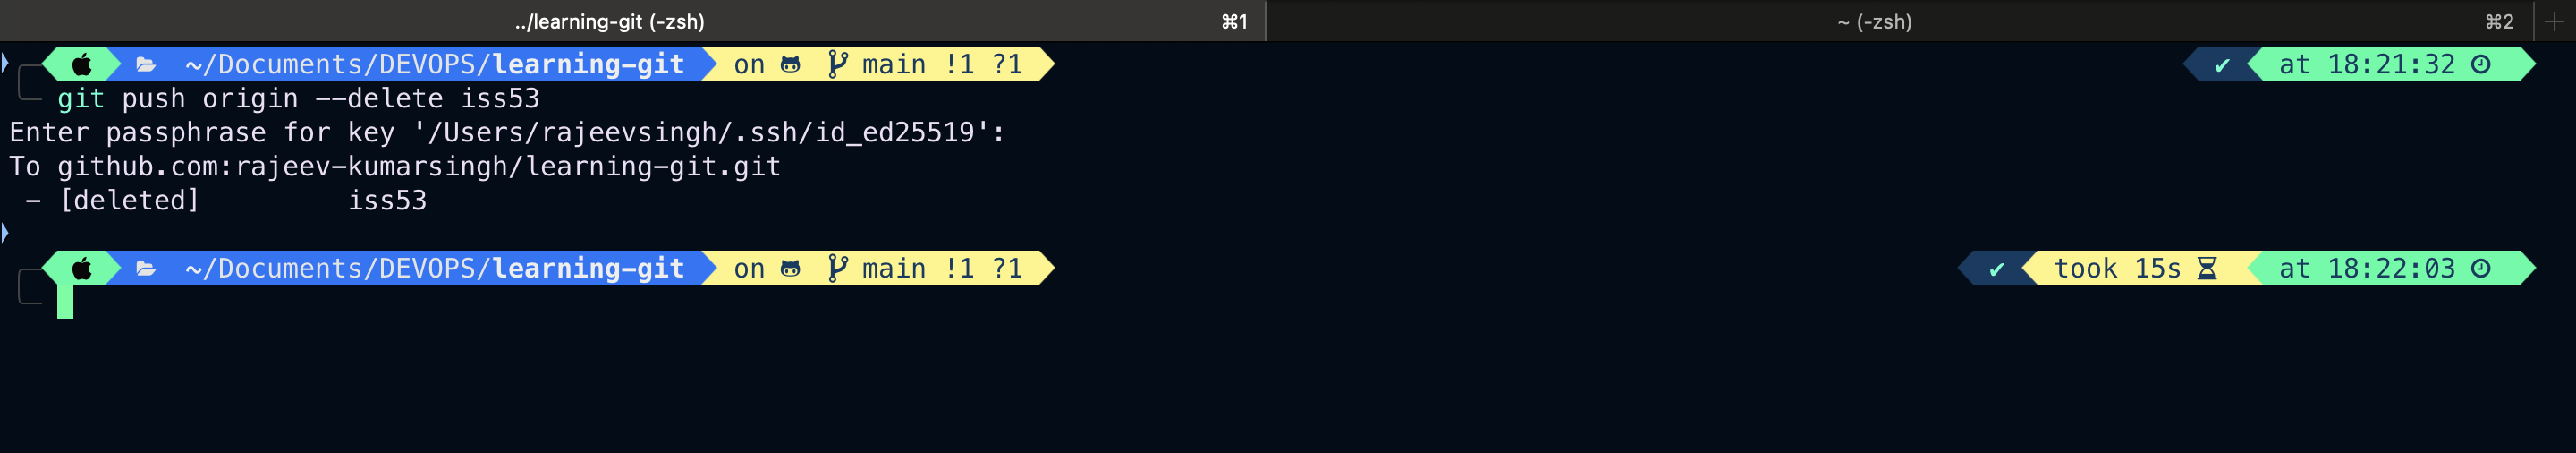 ../learning-git (-zsh) ⌘1 ~ (-zsh) ⌘2
~/Documents/DEVOPS/learning-git on main !1 ?1 ✔ at 18:21:32
git push origin --delete iss53
Enter passphrase for key '/Users/rajeevsingh/.ssh/id_ed25519':
To github.com:rajeev-kumarsingh/learning-git.git
 - [deleted]         iss53
~/Documents/DEVOPS/learning-git on main !1 ?1 ✔ took 15s at 18:22:03